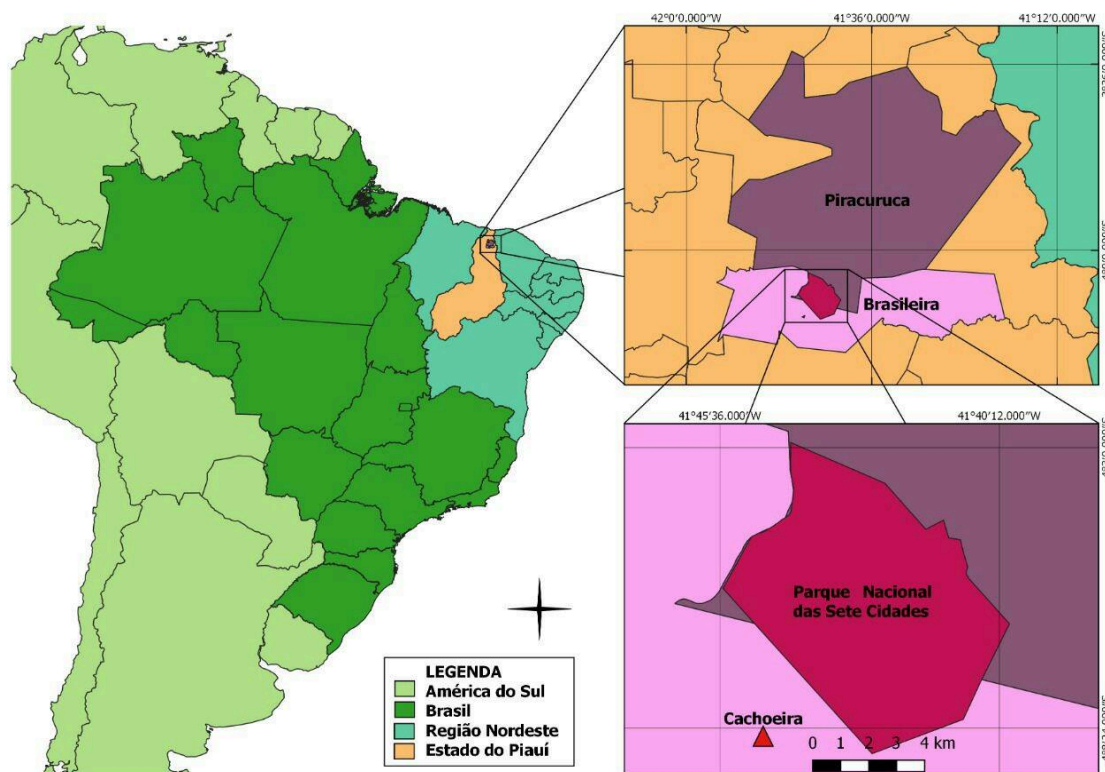 42°0'0.000"W 41°36'0.000"W 41°12'0.000"W
Piracuruca
Brasileira
41°45'36.000"W 41°40'12.000"W
Parque Nacional
das Sete Cidades
Cachoeira
0 1 2 3 4 km
LEGENDA
América do Sul
Brasil
Região Nordeste
Estado do Piauí